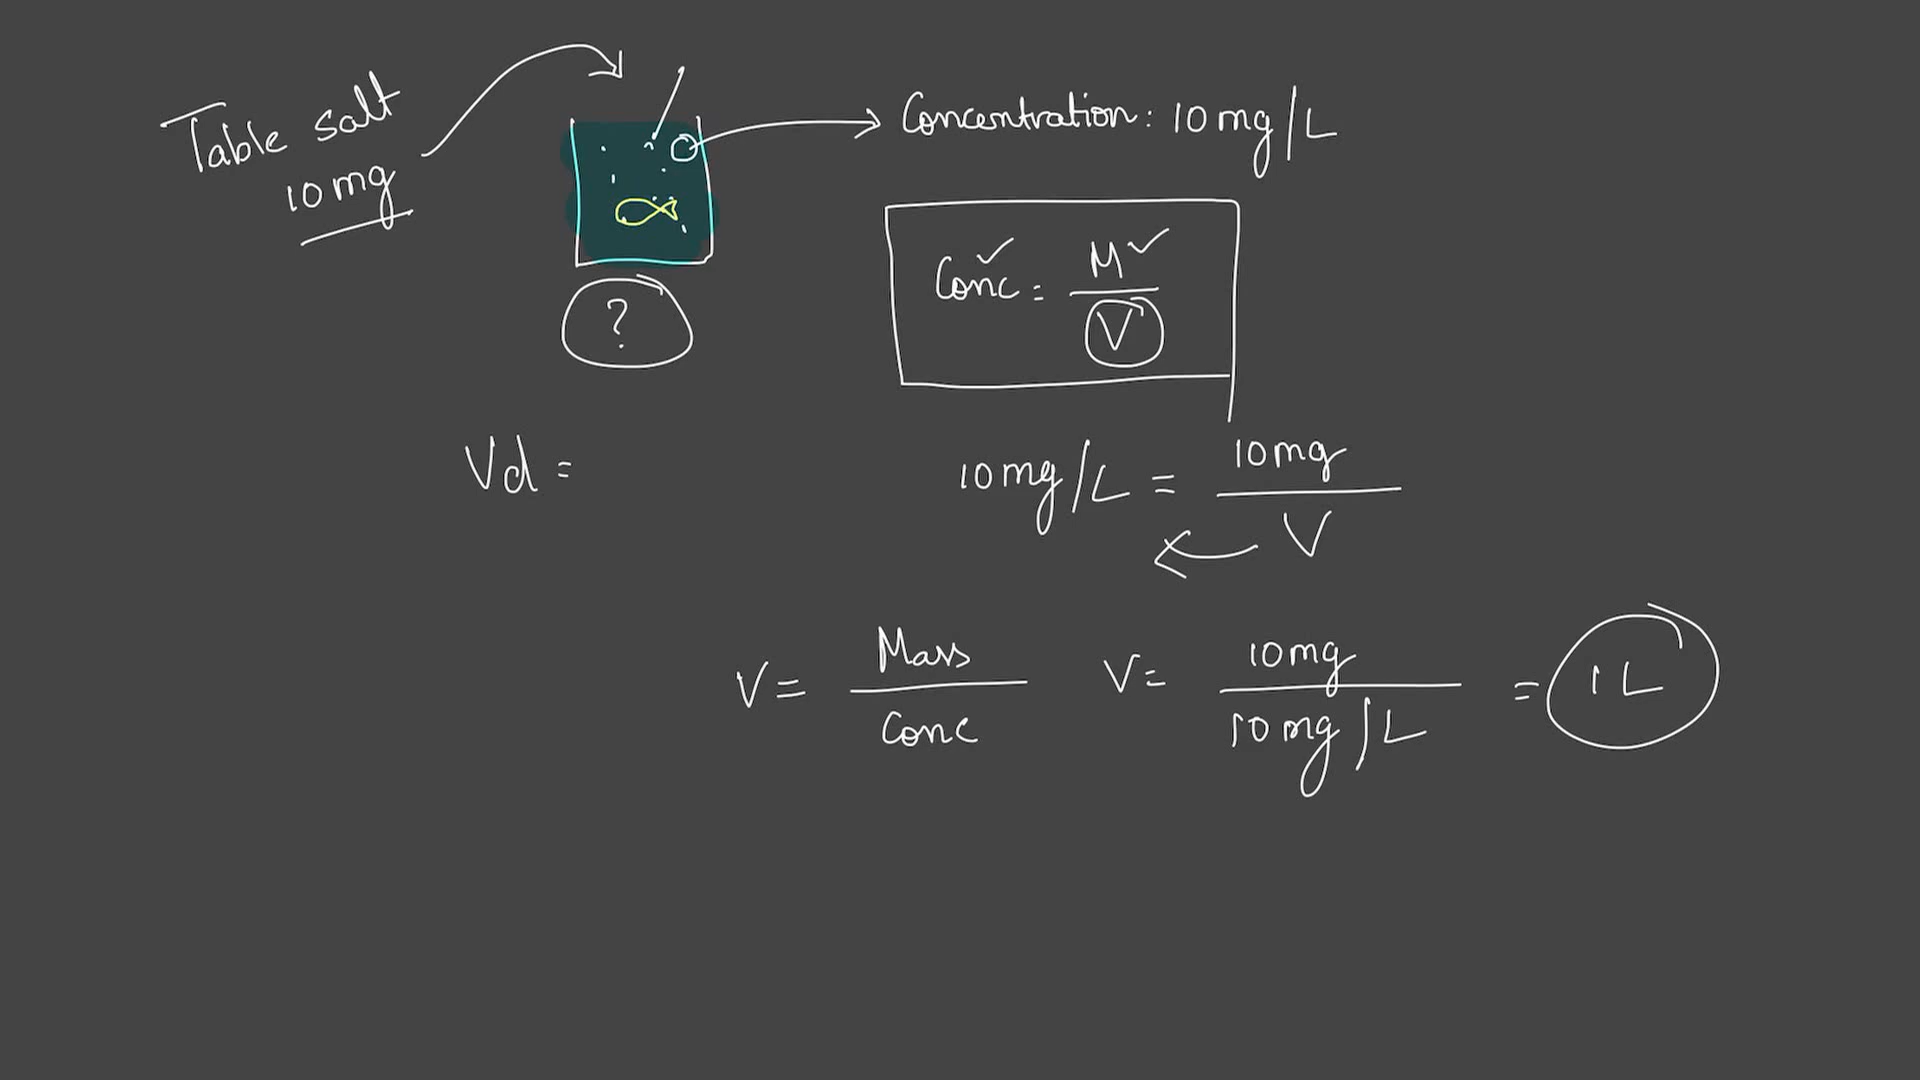 Table salt
10 mg
Concentration: 10 mg/L
?
Conc = M / V
Vd =
10 mg/L = 10 mg / V
V = Mass / Conc
V = 10 mg / 10 mg/L = 1 L